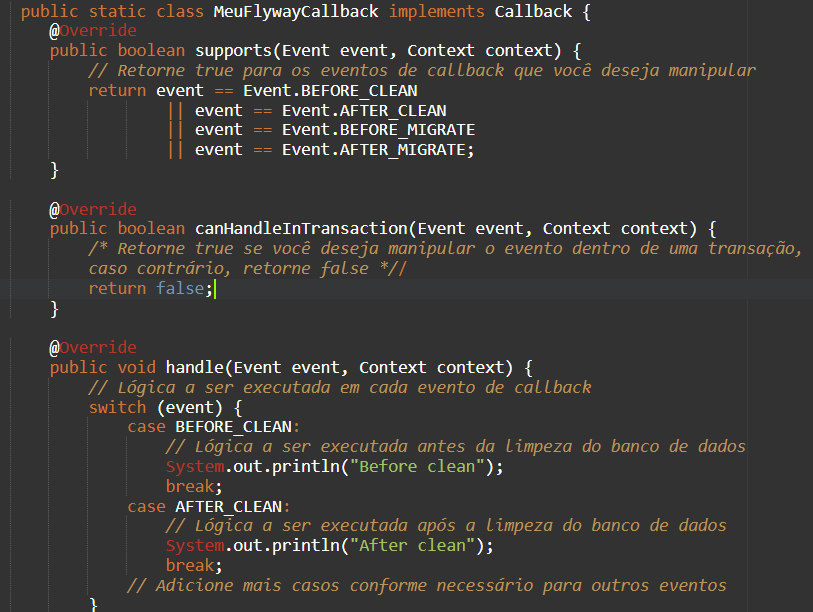 public static class MeuFlywayCallback implements Callback {
@Override
public boolean supports(Event event, Context context) {
// Retorne true para os eventos de callback que você deseja manipular
return event == Event.BEFORE_CLEAN
|| event == Event.AFTER_CLEAN
|| event == Event.BEFORE_MIGRATE
|| event == Event.AFTER_MIGRATE;
}
@Override
public boolean canHandleInTransaction(Event event, Context context) {
/* Retorne true se você deseja manipular o evento dentro de uma transação,
caso contrário, retorne false *//
return false;
}
@Override
public void handle(Event event, Context context) {
// Lógica a ser executada em cada evento de callback
switch (event) {
case BEFORE_CLEAN:
// Lógica a ser executada antes da limpeza do banco de dados
System.out.println("Before clean");
break;
case AFTER_CLEAN:
// Lógica a ser executada após a limpeza do banco de dados
System.out.println("After clean");
break;
// Adicione mais casos conforme necessário para outros eventos
}